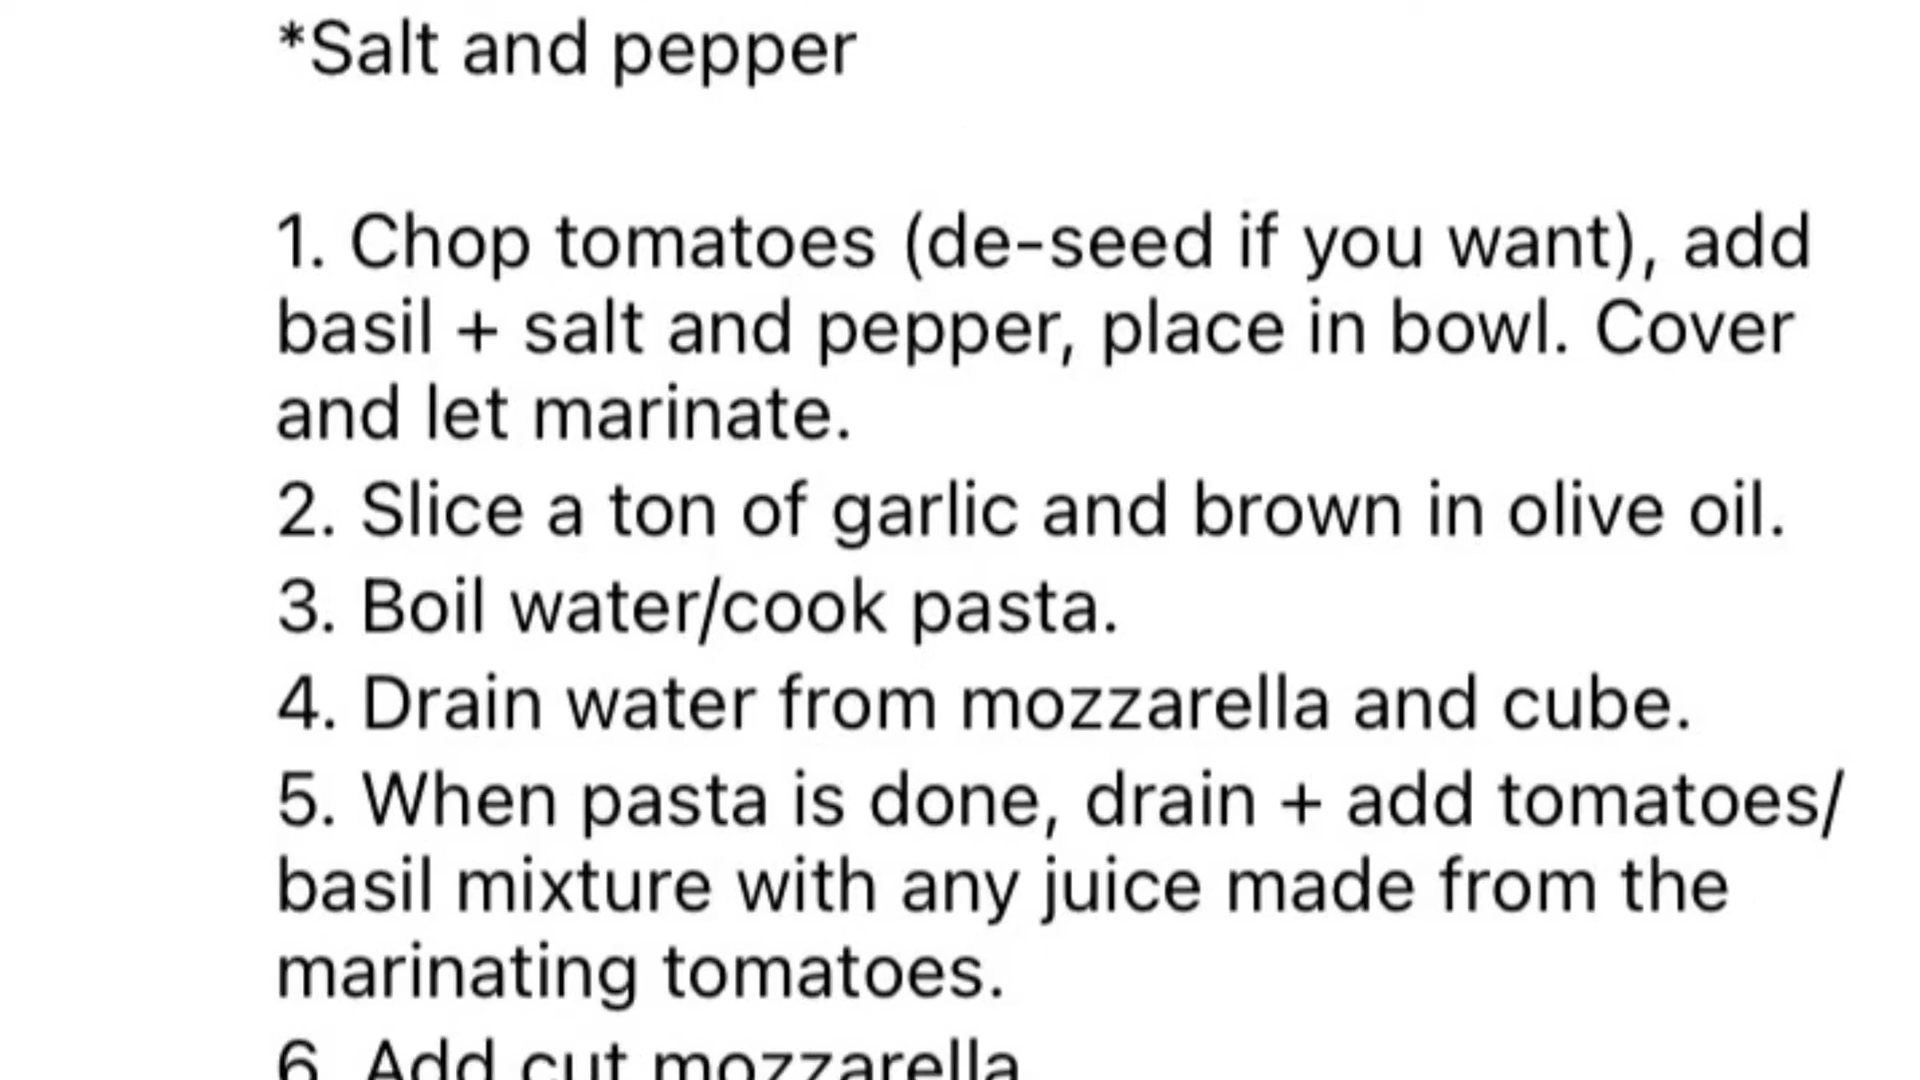 *Salt and pepper
1. Chop tomatoes (de-seed if you want), add
basil + salt and pepper, place in bowl. Cover
and let marinate.
2. Slice a ton of garlic and brown in olive oil.
3. Boil water/cook pasta.
4. Drain water from mozzarella and cube.
5. When pasta is done, drain + add tomatoes/
basil mixture with any juice made from the
marinating tomatoes.
6. Add cut mozzarella